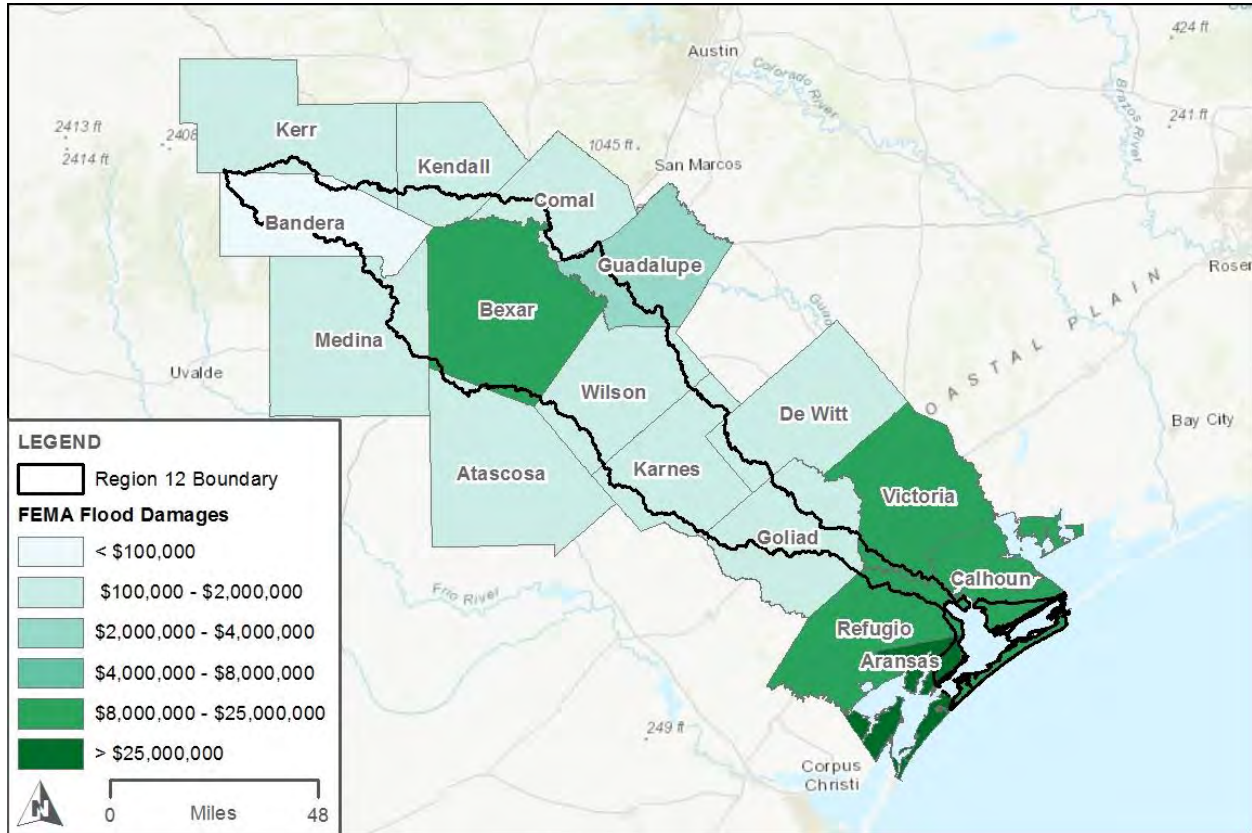 424 ft
Austin
Colorado River
Brazos River
241 ft
2413 ft
2408
2414 ft
Kerr
1045 ft
San Marcos
Kendall
Comal
Bandera
Guadalupe
Rosen
COASTAL PLAIN
Bexar
Guad
Medina
Uvalde
Wilson
De Witt
Bay City
Atascosa
Karnes
Victoria
Goliad
Calhoun
Frio River
Refugio
Aransas
249 ft
Corpus
Christi
LEGEND
Region 12 Boundary
FEMA Flood Damages
< $100,000
$100,000 - $2,000,000
$2,000,000 - $4,000,000
$4,000,000 - $8,000,000
$8,000,000 - $25,000,000
> $25,000,000
N
0 48
Miles